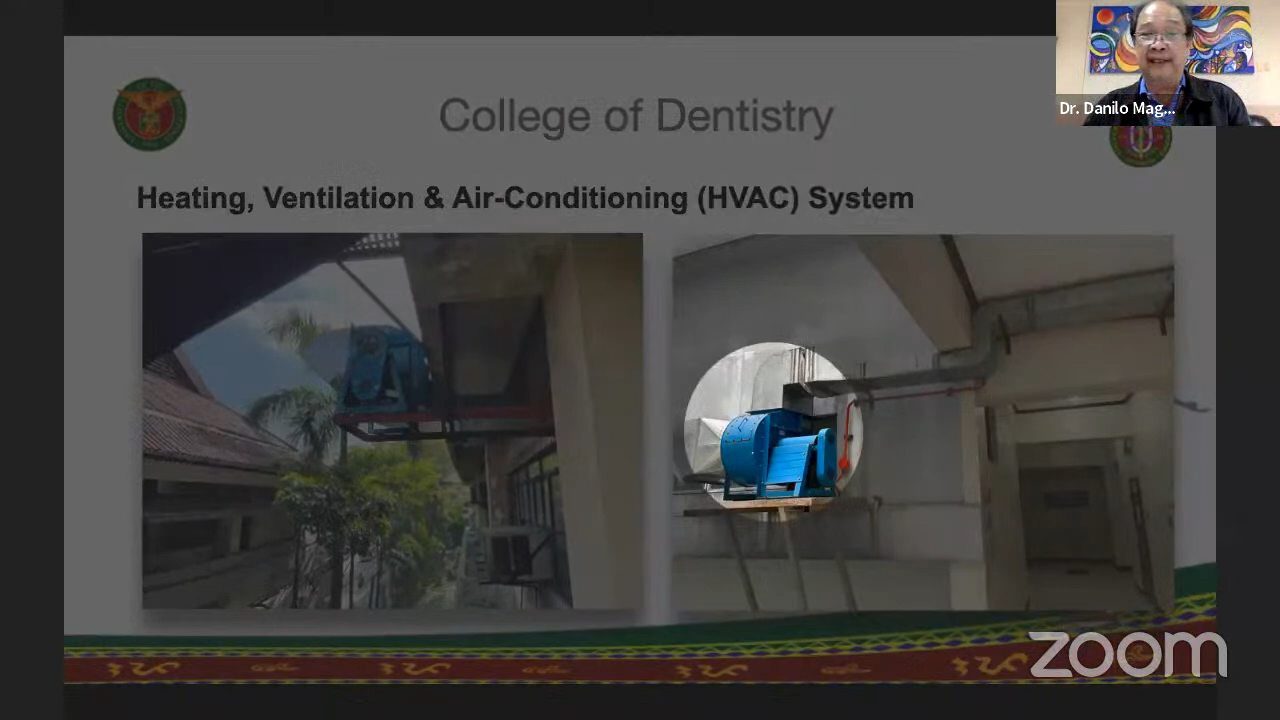 College of Dentistry
Dr. Danilo Mag...
Heating, Ventilation & Air-Conditioning (HVAC) System
zoom